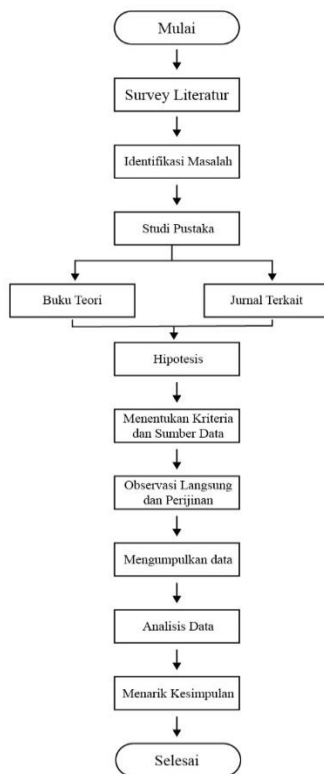 Mulai
Survey Literatur
Identifikasi Masalah
Studi Pustaka
Buku Teori
Jurnal Terkait
Hipotesis
Menentukan Kriteria
dan Sumber Data
Observasi Langsung
dan Perijinan
Mengumpulkan data
Analisis Data
Menarik Kesimpulan
Selesai